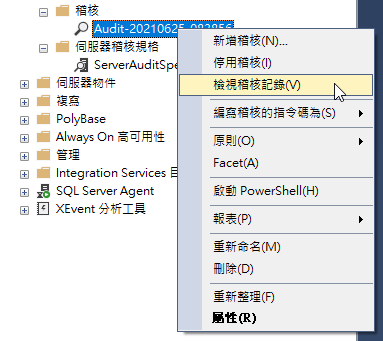 稽核
Audit-20210625-082856
伺服器稽核規格
ServerAuditSpe
伺服器物件
複寫
PolyBase
Always On 高可用性
管理
Integration Services 目
SQL Server Agent
XEvent 分析工具
新增稽核(N)...
停用稽核(I)
檢視稽核記錄(V)
編寫稽核的指令碼為(S)
原則(O)
Facet(A)
啟動 PowerShell(H)
報表(P)
重新命名(M)
刪除(D)
重新整理(F)
屬性(R)